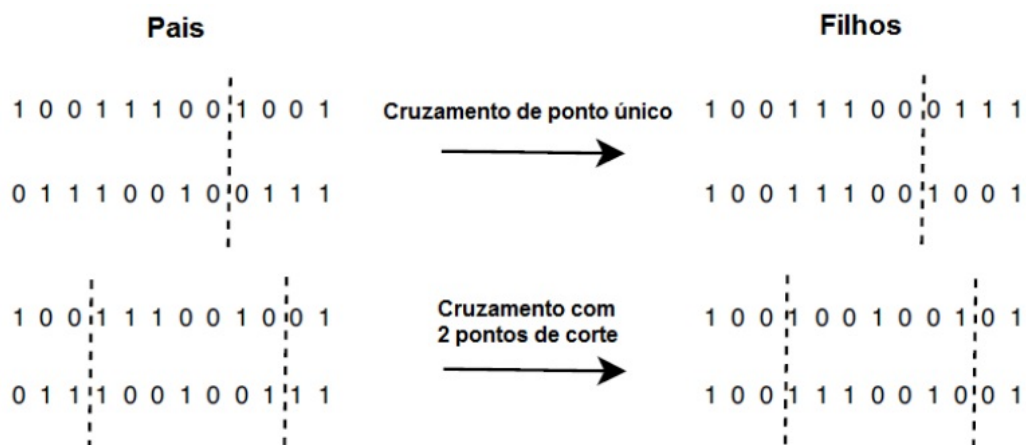 Pais
Filhos
1 0 0 1 1 1 0 0 1 0 0 1
Cruzamento de ponto único
1 0 0 1 1 1 0 0 0 1 1 1
0 1 1 1 0 0 1 0 0 1 1 1
1 0 0 1 1 1 0 0 1 0 0 1
1 0 0 1 1 1 0 0 1 0 0 1
Cruzamento com
2 pontos de corte
1 0 0 1 0 0 1 0 0 1 0 1
0 1 1 1 0 0 1 0 0 1 1 1
1 0 0 1 1 1 0 0 1 0 0 1